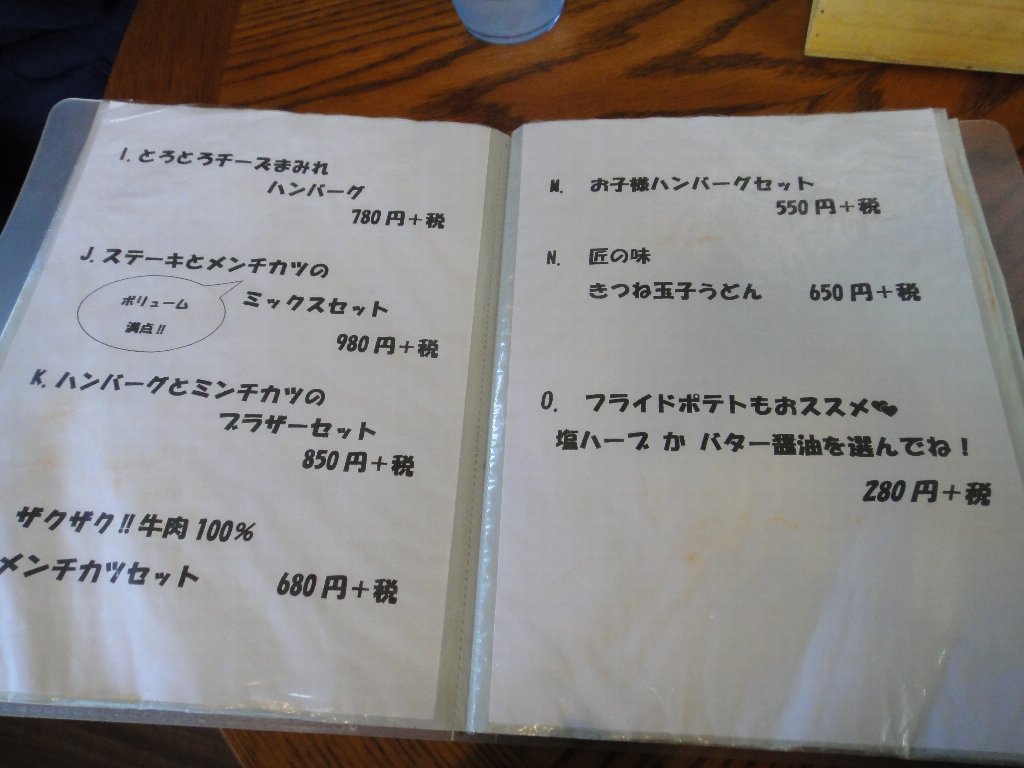 I. とろとろチーズまみれ
ハンバーグ
780円＋税
J. ステーキとメンチカツの
ボリューム
満点!!
ミックスセット
980円＋税
K. ハンバーグとミンチカツの
ブラザーセット
850円＋税
ザクザク!!牛肉100%
メンチカツセット 680円＋税
M. お子様ハンバーグセット
550円＋税
N. 匠の味
きつね玉子うどん 650円＋税
O. フライドポテトもおススメ💕
塩ハーブ か バター醤油を選んでね！
280円＋税